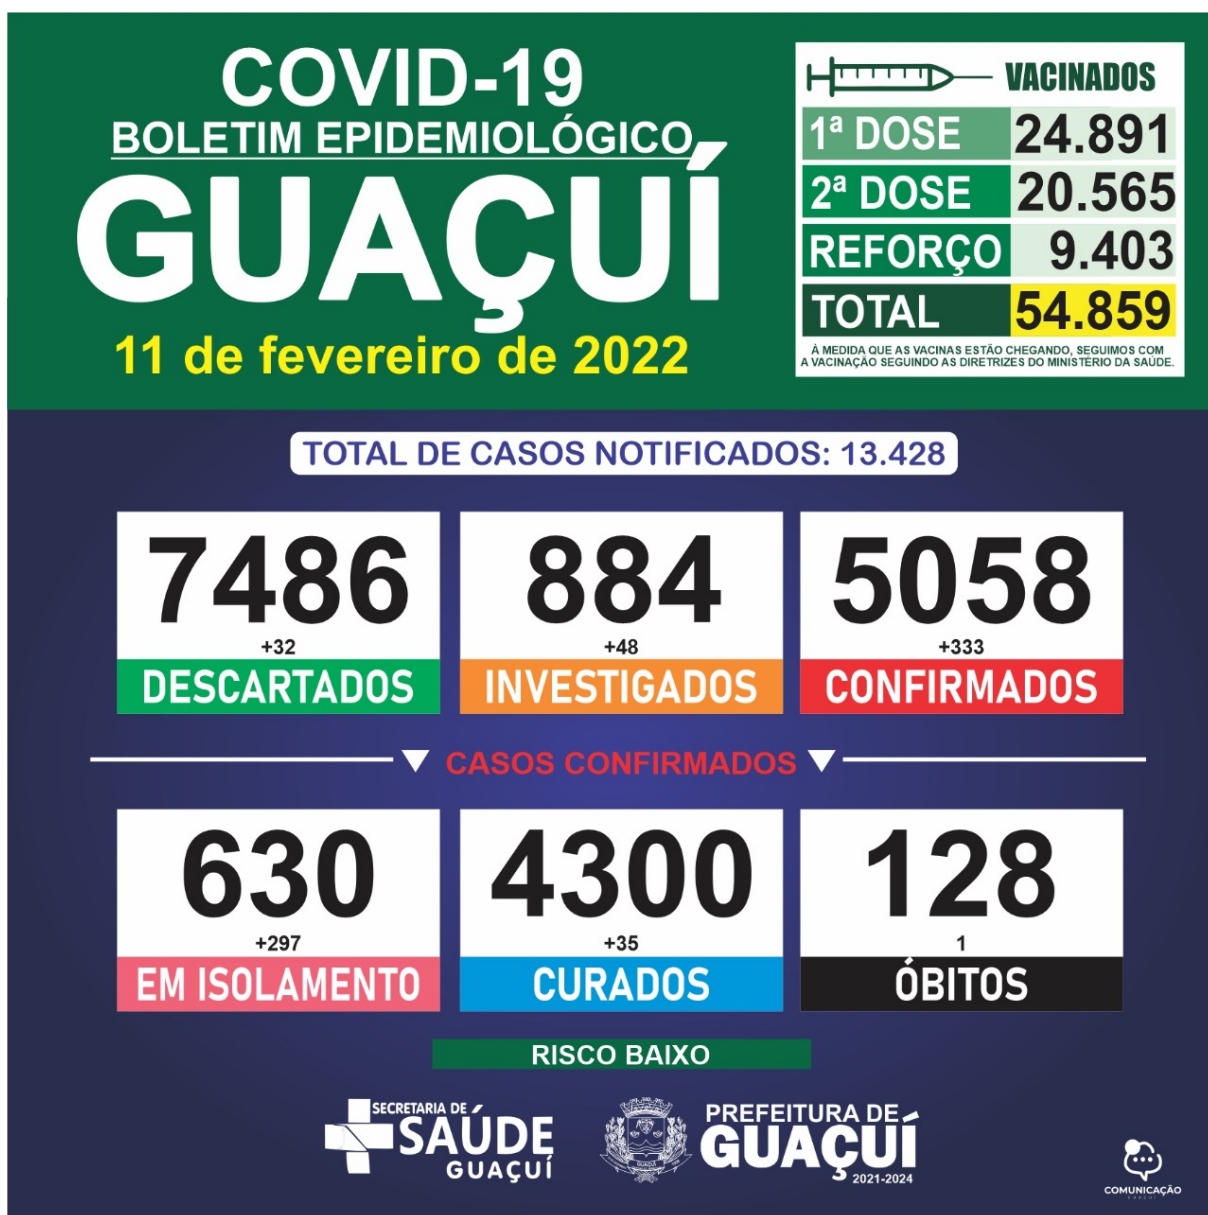 COVID-19
BOLETIM EPIDEMIOLÓGICO
GUAÇUÍ
11 de fevereiro de 2022
VACINADOS
1ª DOSE 24.891
2ª DOSE 20.565
REFORÇO 9.403
TOTAL 54.859
À MEDIDA QUE AS VACINAS ESTÃO CHEGANDO, SEGUIMOS COM
A VACINAÇÃO SEGUINDO AS DIRETRIZES DO MINISTÉRIO DA SAÚDE.
TOTAL DE CASOS NOTIFICADOS: 13.428
7486
+32
DESCARTADOS
884
+48
INVESTIGADOS
5058
+333
CONFIRMADOS
CASOS CONFIRMADOS
630
+297
EM ISOLAMENTO
4300
+35
CURADOS
128
1
ÓBITOS
RISCO BAIXO
SECRETARIA DE
SAÚDE
GUAÇUÍ
PREFEITURA DE
GUAÇUÍ
2021-2024
COMUNICAÇÃO